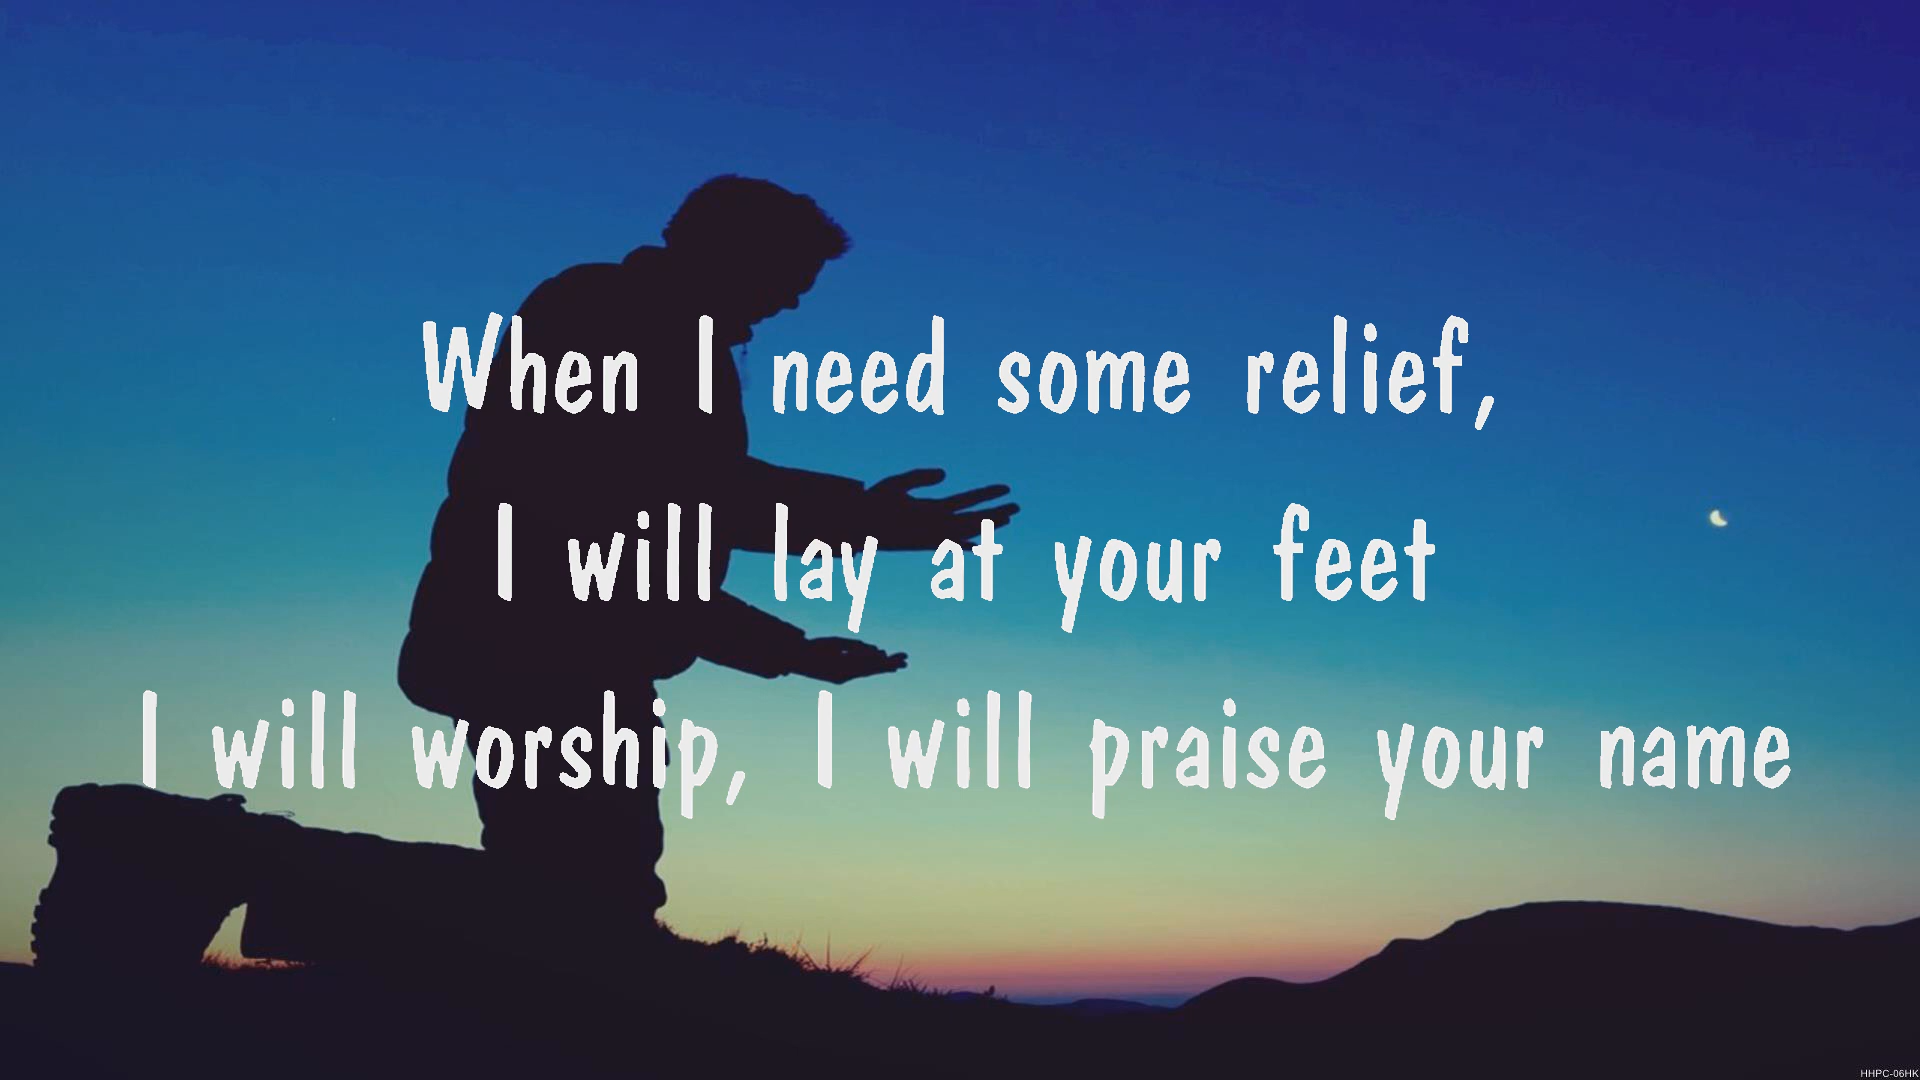 When I need some relief,
I will lay at your feet
I will worship, I will praise your name
HHPC-06HK